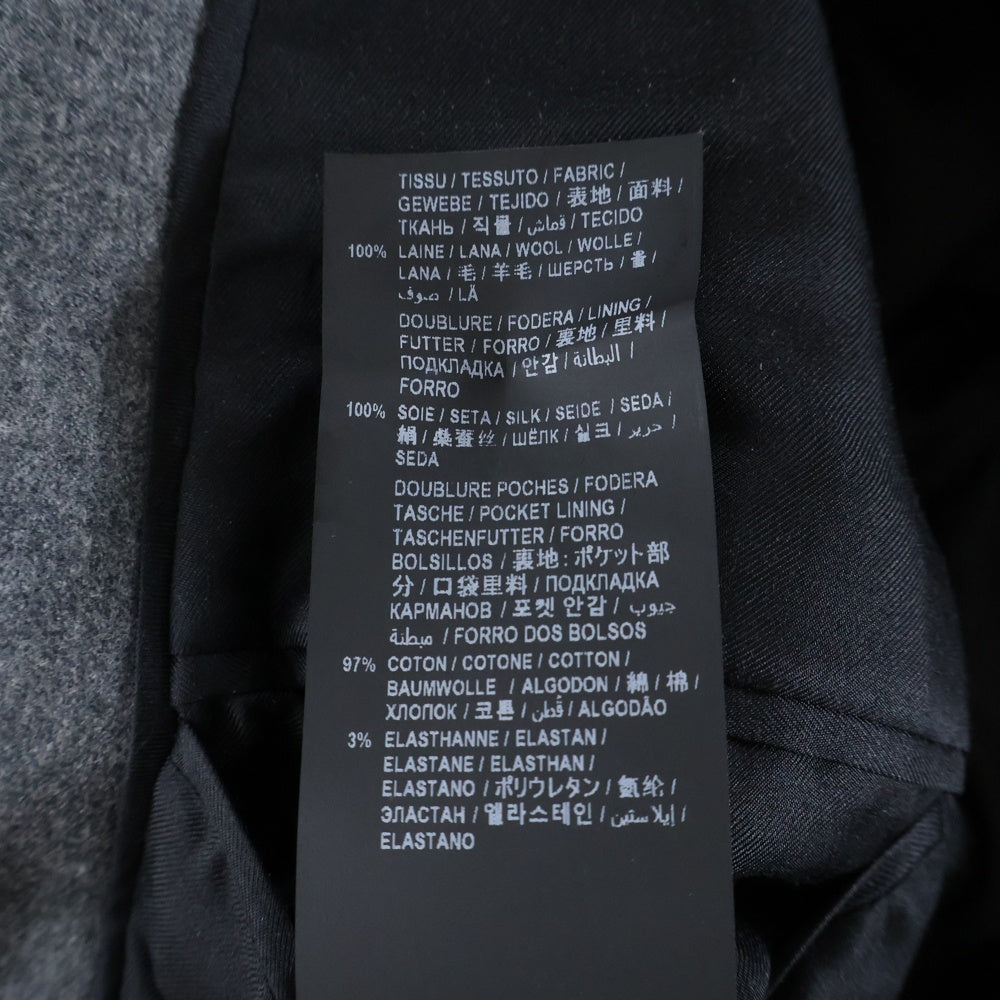 TISSU / TESSUTO / FABRIC /
GEWEBE / TEJIDO / 表地 / 面料 /
ТКАНЬ / 직물 / قماش / TECIDO
100% LAINE / LANA / WOOL / WOLLE /
LANA / 毛 / 羊毛 / ШЕРСТЬ / 울 /
صوف / LÄ
DOUBLURE / FODERA / LINING /
FUTTER / FORRO / 裏地 / 里料 /
ПОДКЛАДКА / 안감 / البطانة /
FORRO
100% SOIE / SETA / SILK / SEIDE / SEDA /
絹 / 桑蚕丝 / ШЁЛК / 실크 / حرير /
SEDA
DOUBLURE POCHES / FODERA
TASCHE / POCKET LINING /
TASCHENFUTTER / FORRO
BOLSILLOS / 裏地:ポケット部
分 / 口袋里料 / ПОДКЛАДКА
КАРМАНОВ / 포켓 안감 / جيوب
مبطنة / FORRO DOS BOLSOS
97% COTON / COTONE / COTTON /
BAUMWOLLE / ALGODON / 綿 / 棉 /
ХЛОПОК / 코튼 / قُطن / ALGODÃO
3% ELASTHANNE / ELASTAN /
ELASTANE / ELASTHAN /
ELASTANO / ポリウレタン / 氨纶 /
ЭЛАСТАН / 엘라스테인 / إيلاستين /
ELASTANO